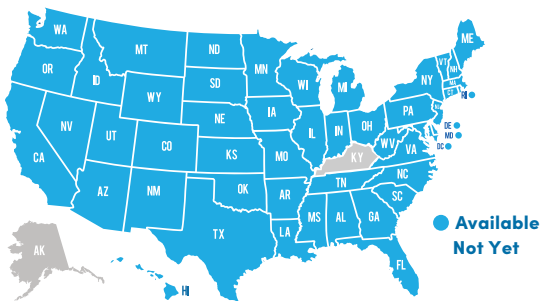 WA
MT
ND
MN
ME
OR
ID
SD
WI
MI
VT
NH
NY
MA
CT
RI
WY
NE
IA
PA
NJ
NV
UT
CO
KS
MO
IL
IN
OH
WV
VA
DE
MD
DC
CA
KY
AZ
NM
OK
AR
TN
NC
SC
TX
LA
MS
AL
GA
FL
AK
HI
Available
Not Yet